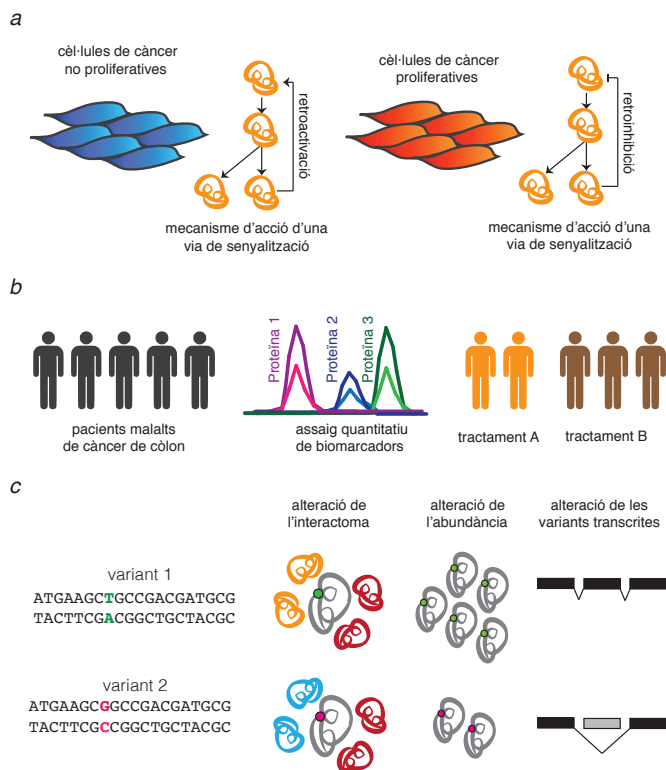 a
cèl·lules de càncer
no proliferatives
retroactivació
mecanisme d'acció d'una
via de senyalització
cèl·lules de càncer
proliferatives
retroinhibició
mecanisme d'acció d'una
via de senyalització
b
pacients malalts
de càncer de còlon
Proteïna 1
Proteïna 2
Proteïna 3
assaig quantitatiu
de biomarcadors
tractament A
tractament B
c
alteració de
l'interactoma
alteració de
l'abundància
alteració de les
variants transcrites
variant 1
ATGAAGCTGCCGACGATGCG
TACTTCGACGGCTGCTACGC
variant 2
ATGAAGCGGCCGACGATGCG
TACTTCGCCGGCTGCTACGC